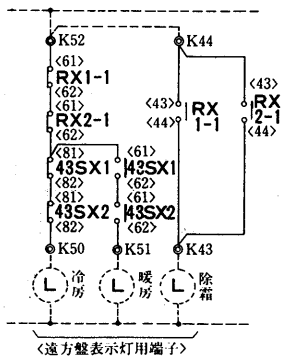 K52
K44
<61>
RX1-1
<62>
<61>
RX2-1
<62>
<43>
RX
1-1
<44>
<43>
RX
2-1
<44>
<81>
43SX1
<82>
<81>
43SX2
<82>
<61>
43SX1
<62>
<61>
43SX2
<62>
K50
K51
K43
L
冷房
L
暖房
L
除霜
<遠方盤表示灯用端子>